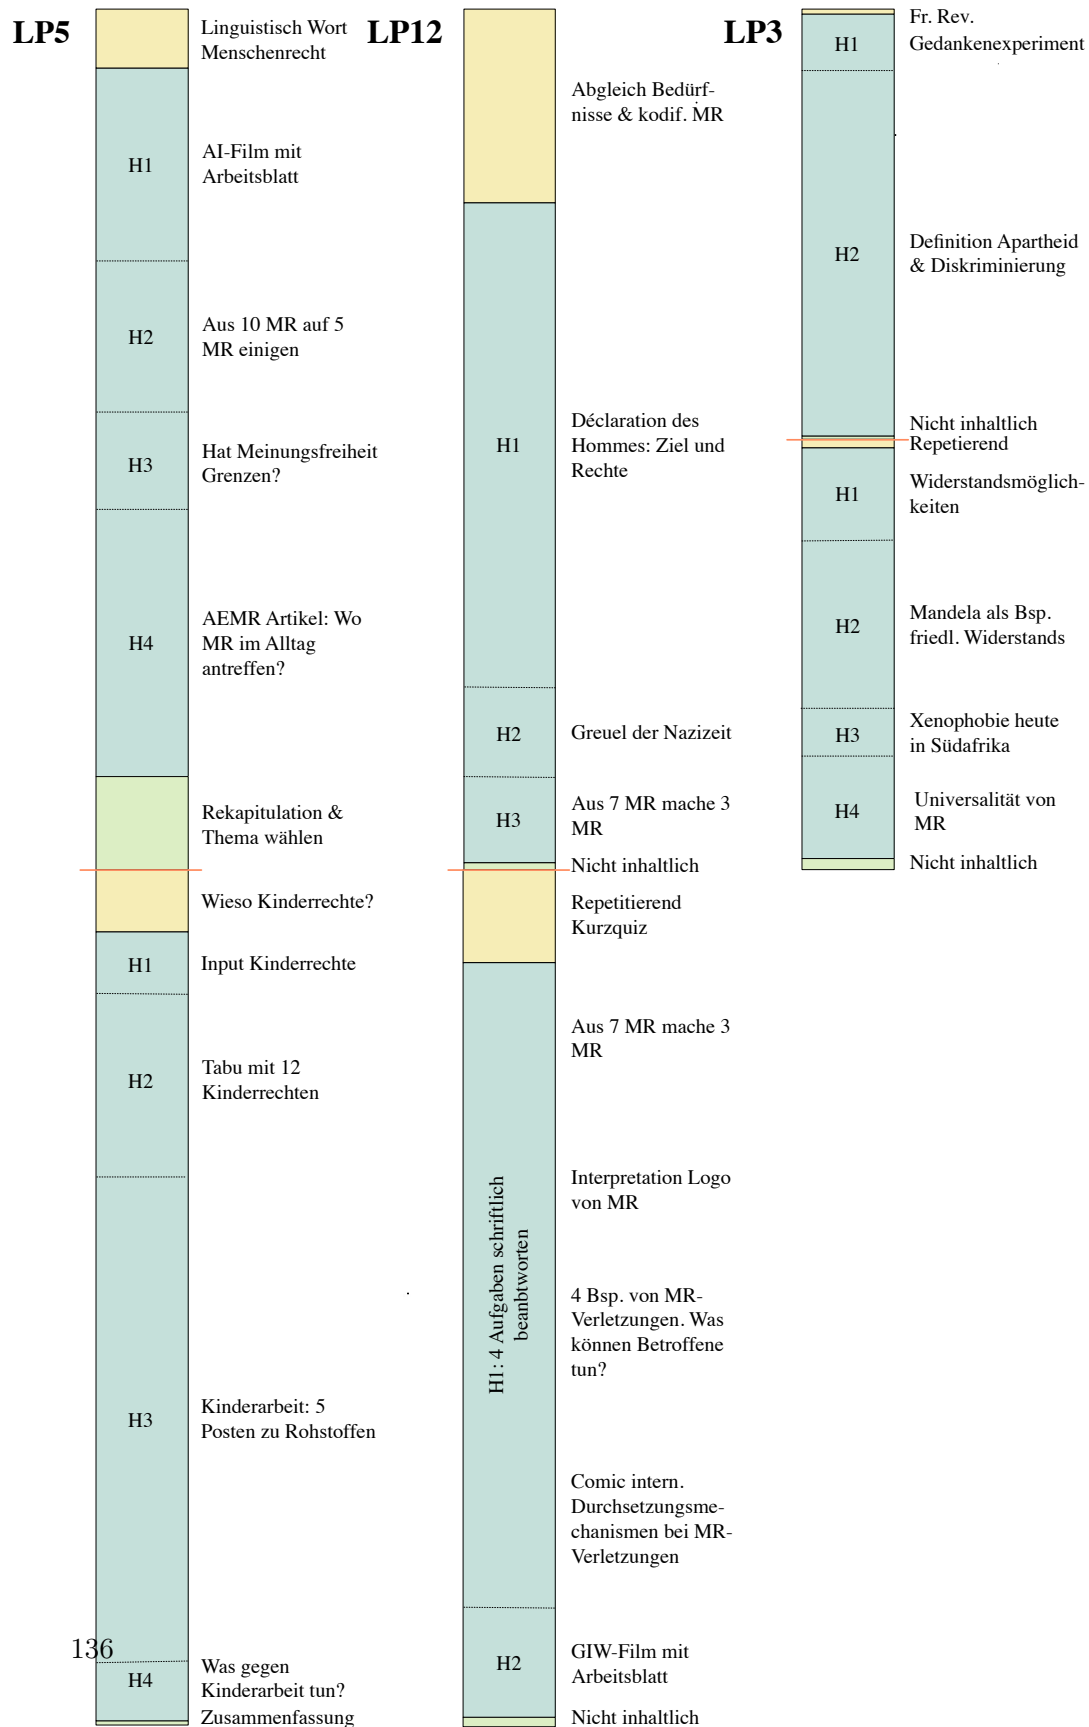 LP5
Linguistisch Wort
Menschenrecht
H1
AI-Film mit
Arbeitsblatt
H2
Aus 10 MR auf 5
MR einigen
H3
Hat Meinungsfreiheit
Grenzen?
H4
AEMR Artikel: Wo
MR im Alltag
antreffen?
Rekapitulation &
Thema wählen
Wieso Kinderrechte?
H1
Input Kinderrechte
H2
Tabu mit 12
Kinderrechten
H3
Kinderarbeit: 5
Posten zu Rohstoffen
H4
Was gegen
Kinderarbeit tun?
Zusammenfassung
LP12
Abgleich Bedürf-
nisse & kodif. MR
H1
Déclaration des
Hommes: Ziel und
Rechte
H2
Greuel der Nazizeit
H3
Aus 7 MR mache 3
MR
Nicht inhaltlich
Repetitierend
Kurzquiz
H1: 4 Aufgaben schriftlich
beanbtworten
Aus 7 MR mache 3
MR
Interpretation Logo
von MR
4 Bsp. von MR-
Verletzungen. Was
können Betroffene
tun?
Comic intern.
Durchsetzungsme-
chanismen bei MR-
Verletzungen
H2
GIW-Film mit
Arbeitsblatt
Nicht inhaltlich
LP3
Fr. Rev.
H1
Gedankenexperiment
H2
Definition Apartheid
& Diskriminierung
Nicht inhaltlich
Repetierend
H1
Widerstandsmöglich-
keiten
H2
Mandela als Bsp.
friedl. Widerstands
H3
Xenophobie heute
in Südafrika
H4
Universalität von
MR
Nicht inhaltlich
136